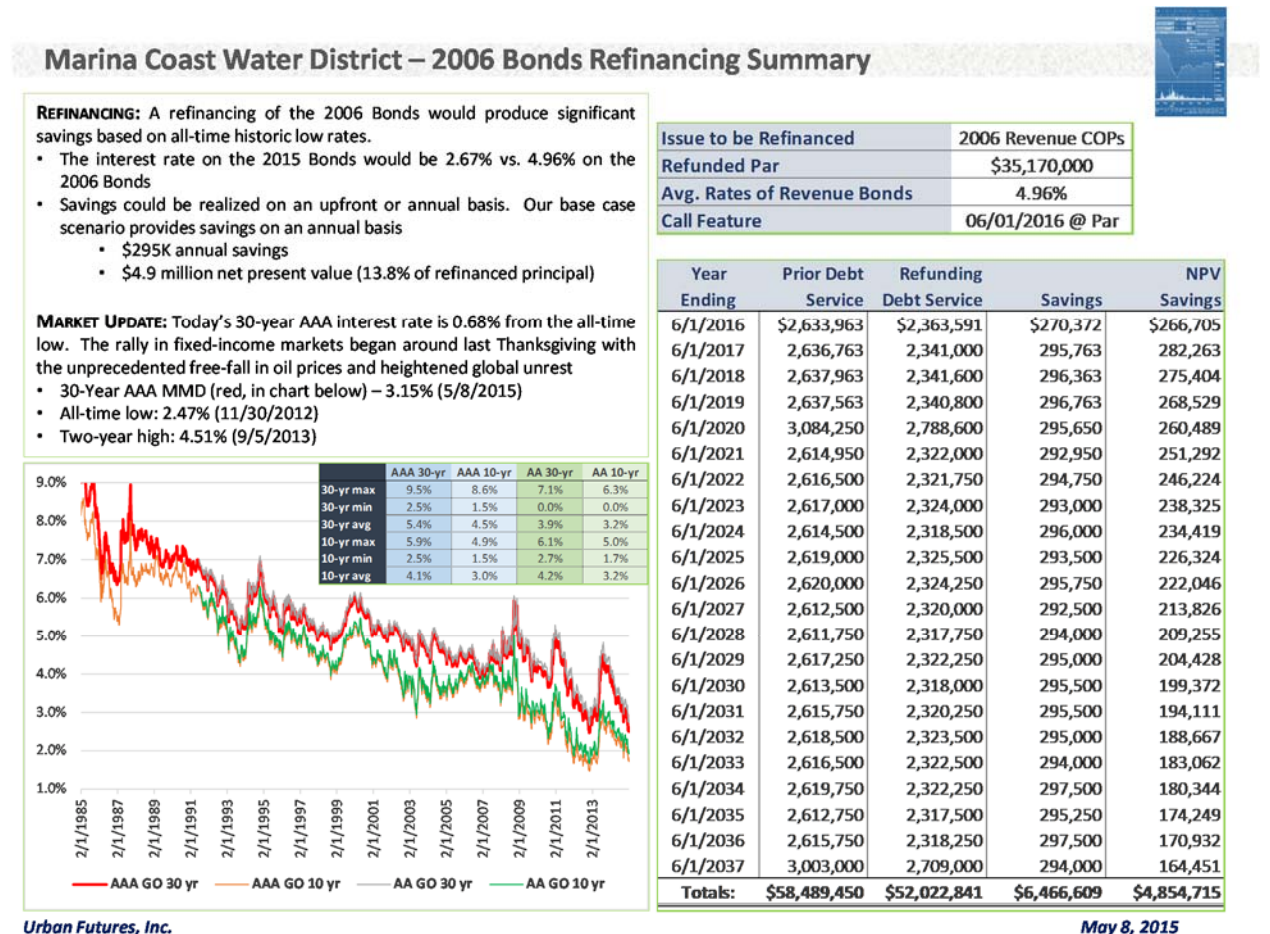 Marina Coast Water District – 2006 Bonds Refinancing Summary
REFINANCING: A refinancing of the 2006 Bonds would produce significant
savings based on all-time historic low rates.
• The interest rate on the 2015 Bonds would be 2.67% vs. 4.96% on the
2006 Bonds
• Savings could be realized on an upfront or annual basis. Our base case
scenario provides savings on an annual basis
• $295K annual savings
• $4.9 million net present value (13.8% of refinanced principal)
MARKET UPDATE: Today's 30-year AAA interest rate is 0.68% from the all-time
low. The rally in fixed-income markets began around last Thanksgiving with
the unprecedented free-fall in oil prices and heightened global unrest
• 30-Year AAA MMD (red, in chart below) – 3.15% (5/8/2015)
• All-time low: 2.47% (11/30/2012)
• Two-year high: 4.51% (9/5/2013)
AAA 30-yr AAA 10-yr AA 30-yr AA 10-yr
30-yr max 9.5% 8.6% 7.1% 6.3%
30-yr min 2.5% 1.5% 0.0% 0.0%
30-yr avg 5.4% 4.5% 3.9% 3.2%
10-yr max 5.9% 4.9% 6.1% 5.0%
10-yr min 2.5% 1.5% 2.7% 1.7%
10-yr avg 4.1% 3.0% 4.2% 3.2%
9.0%
8.0%
7.0%
6.0%
5.0%
4.0%
3.0%
2.0%
1.0%
2/1/1985
2/1/1987
2/1/1989
2/1/1991
2/1/1993
2/1/1995
2/1/1997
2/1/1999
2/1/2001
2/1/2003
2/1/2005
2/1/2007
2/1/2009
2/1/2011
2/1/2013
AAA GO 30 yr AAA GO 10 yr AA GO 30 yr AA GO 10 yr
Issue to be Refinanced 2006 Revenue COPs
Refunded Par $35,170,000
Avg. Rates of Revenue Bonds 4.96%
Call Feature 06/01/2016 @ Par
Year Prior Debt Refunding NPV
Ending Service Debt Service Savings Savings
6/1/2016 $2,633,963 $2,363,591 $270,372 $266,705
6/1/2017 2,636,763 2,341,000 295,763 282,263
6/1/2018 2,637,963 2,341,600 296,363 275,404
6/1/2019 2,637,563 2,340,800 296,763 268,529
6/1/2020 3,084,250 2,788,600 295,650 260,489
6/1/2021 2,614,950 2,322,000 292,950 251,292
6/1/2022 2,616,500 2,321,750 294,750 246,224
6/1/2023 2,617,000 2,324,000 293,000 238,325
6/1/2024 2,614,500 2,318,500 296,000 234,419
6/1/2025 2,619,000 2,325,500 293,500 226,324
6/1/2026 2,620,000 2,324,250 295,750 222,046
6/1/2027 2,612,500 2,320,000 292,500 213,826
6/1/2028 2,611,750 2,317,750 294,000 209,255
6/1/2029 2,617,250 2,322,250 295,000 204,428
6/1/2030 2,613,500 2,318,000 295,500 199,372
6/1/2031 2,615,750 2,320,250 295,500 194,111
6/1/2032 2,618,500 2,323,500 295,000 188,667
6/1/2033 2,616,500 2,322,500 294,000 183,062
6/1/2034 2,619,750 2,322,250 297,500 180,344
6/1/2035 2,612,750 2,317,500 295,250 174,249
6/1/2036 2,615,750 2,318,250 297,500 170,932
6/1/2037 3,003,000 2,709,000 294,000 164,451
Totals: $58,489,450 $52,022,841 $6,466,609 $4,854,715
Urban Futures, Inc. May 8, 2015